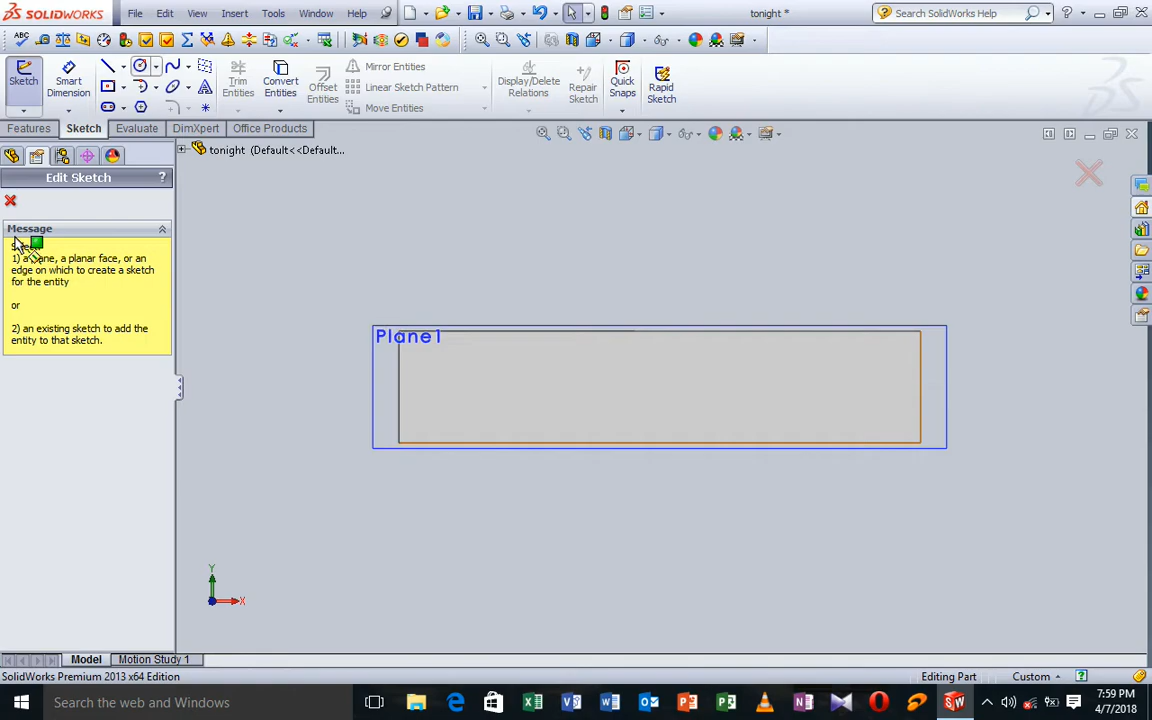 SOLIDWORKS File Edit View Insert Tools Window Help tonight * Search SolidWorks Help
Sketch Smart Dimension Trim Entities Convert Entities Offset Entities Mirror Entities Linear Sketch Pattern Move Entities Display/Delete Relations Repair Sketch Quick Snaps Rapid Sketch
Features Sketch Evaluate DimXpert Office Products
tonight (Default<<Default...
Edit Sketch ?
Message
1) a plane, a planar face, or an
edge on which to create a sketch
for the entity
or
2) an existing sketch to add the
entity to that sketch.
Plane1
Y
X
Model Motion Study 1
SolidWorks Premium 2013 x64 Edition Editing Part Custom
Search the web and Windows 7:59 PM
4/7/2018